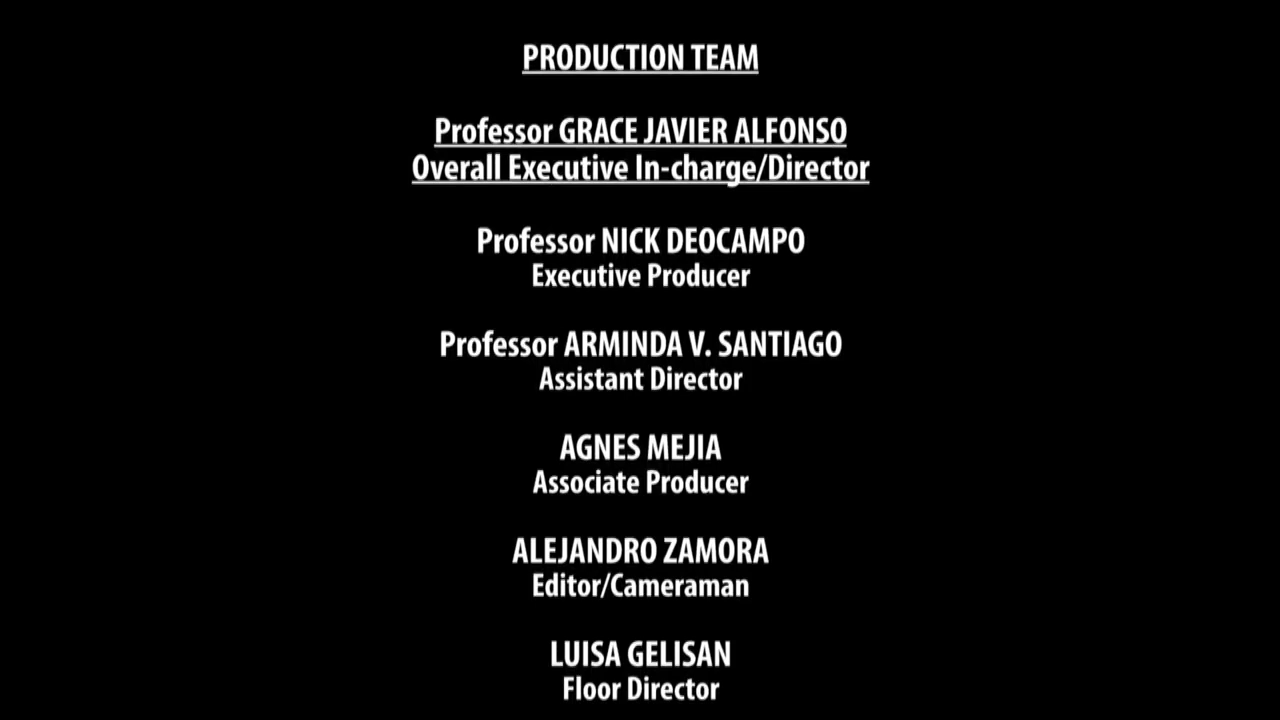 PRODUCTION TEAM
Professor GRACE JAVIER ALFONSO
Overall Executive In-charge/Director
Professor NICK DEOCAMPO
Executive Producer
Professor ARMINDA V. SANTIAGO
Assistant Director
AGNES MEJIA
Associate Producer
ALEJANDRO ZAMORA
Editor/Cameraman
LUISA GELISAN
Floor Director